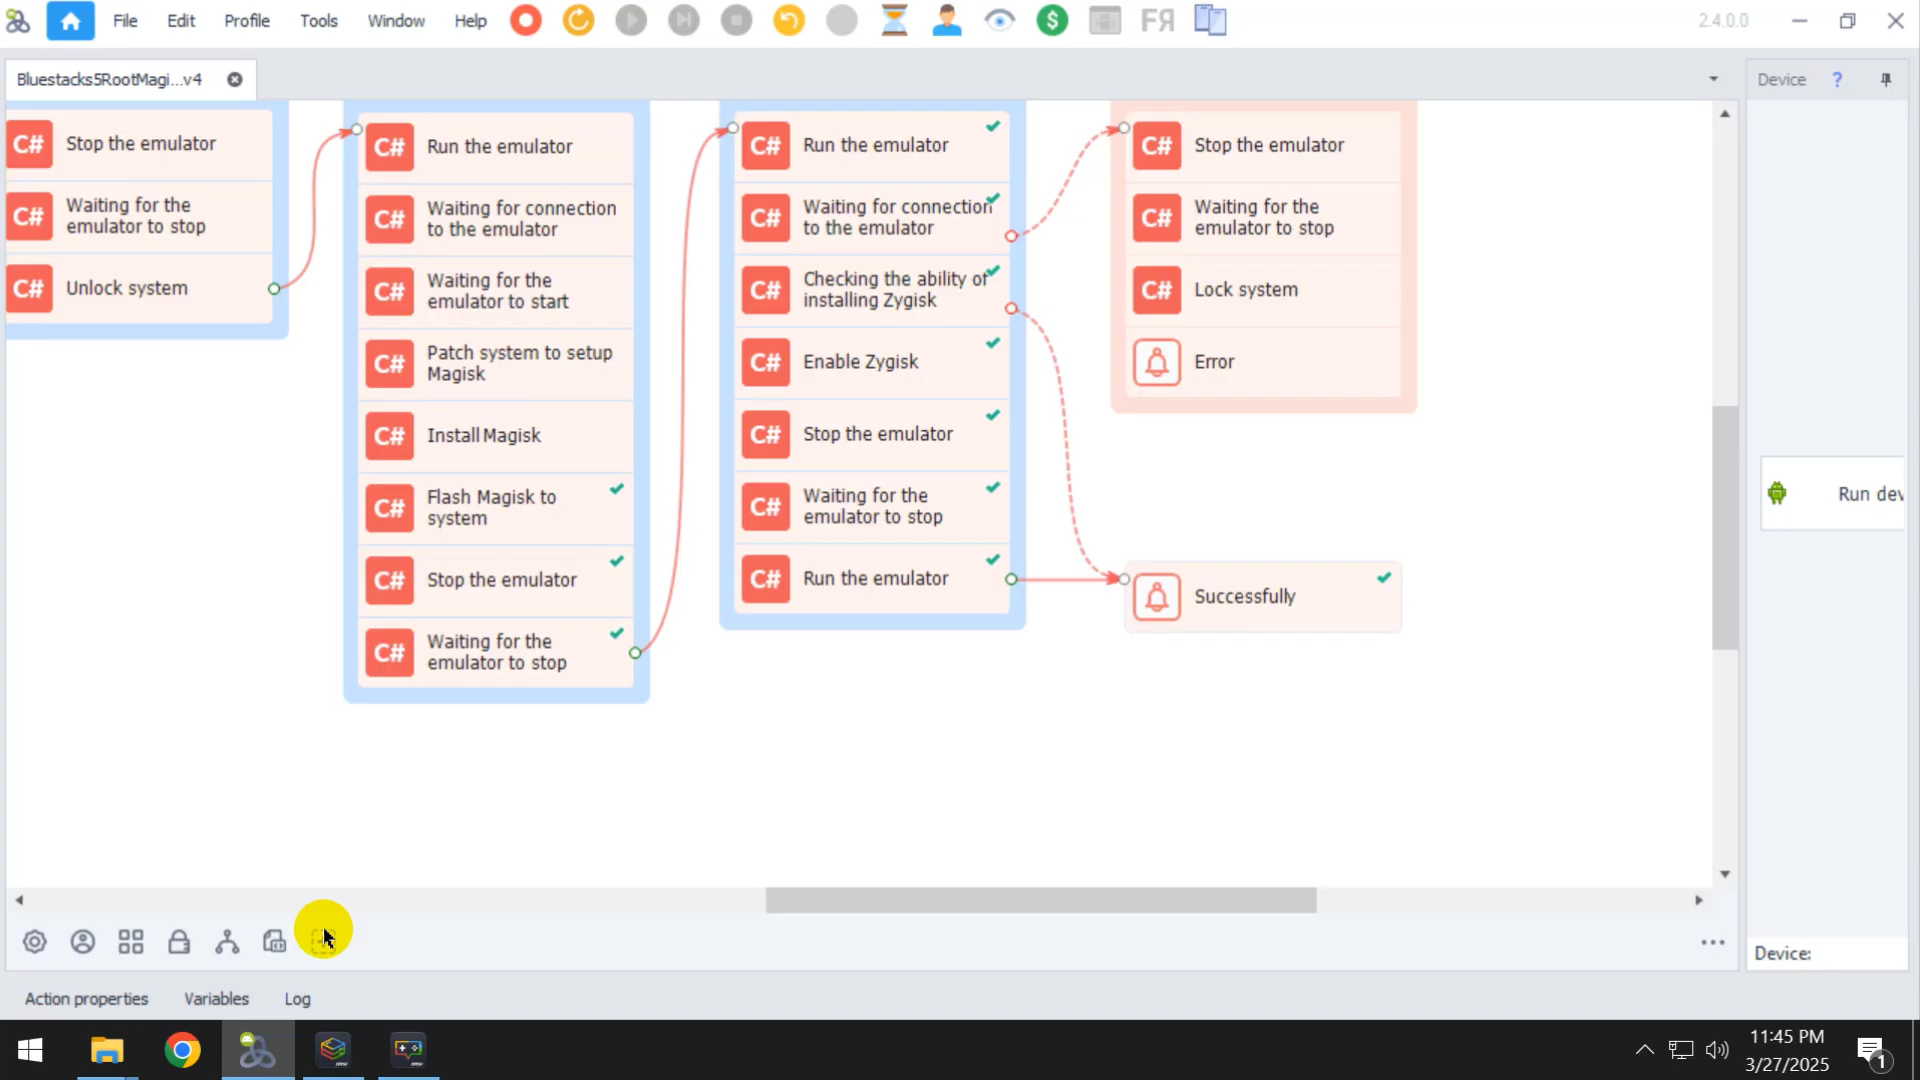 File Edit Profile Tools Window Help $ FЯ 2.4.0.0
Bluestacks5RootMagi...v4
Device ?
C# Stop the emulator
C# Waiting for the
emulator to stop
C# Unlock system
C# Run the emulator
C# Waiting for connection
to the emulator
C# Waiting for the
emulator to start
C# Patch system to setup
Magisk
C# Install Magisk
C# Flash Magisk to
system
C# Stop the emulator
C# Waiting for the
emulator to stop
C# Run the emulator
C# Waiting for connection
to the emulator
C# Checking the ability of
installing Zygisk
C# Enable Zygisk
C# Stop the emulator
C# Waiting for the
emulator to stop
C# Run the emulator
C# Stop the emulator
C# Waiting for the
emulator to stop
C# Lock system
Error
Successfully
Run dev
Device:
Action properties Variables Log
11:45 PM
3/27/2025
1